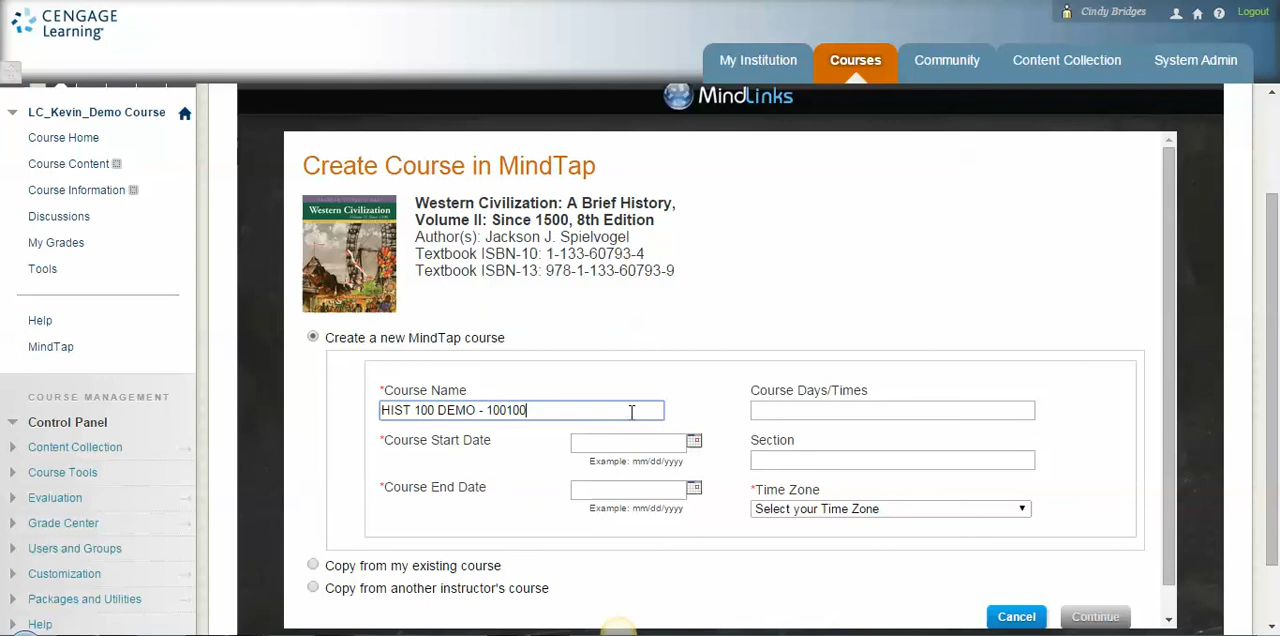 CENGAGE
Learning
Cindy Bridges
Logout
My Institution
Courses
Community
Content Collection
System Admin
LC_Kevin_Demo Course
Course Home
Course Content
Course Information
Discussions
My Grades
Tools
Help
MindTap
COURSE MANAGEMENT
Control Panel
Content Collection
Course Tools
Evaluation
Grade Center
Users and Groups
Customization
Packages and Utilities
Help
MindLinks
Create Course in MindTap
Western Civilization
Western Civilization: A Brief History,
Volume II: Since 1500, 8th Edition
Author(s): Jackson J. Spielvogel
Textbook ISBN-10: 1-133-60793-4
Textbook ISBN-13: 978-1-133-60793-9
Create a new MindTap course
*Course Name
HIST 100 DEMO - 100100
*Course Start Date
Example: mm/dd/yyyy
*Course End Date
Example: mm/dd/yyyy
Course Days/Times
Section
*Time Zone
Select your Time Zone
Copy from my existing course
Copy from another instructor's course
Cancel
Continue